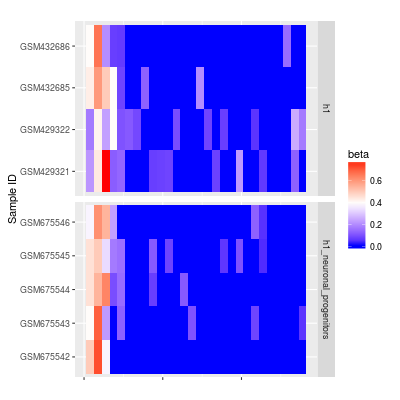 Sample ID
GSM432686
GSM432685
GSM429322
GSM429321
h1
GSM675546
GSM675545
GSM675544
GSM675543
GSM675542
h1_neuronal_progenitors
beta
0.6
0.4
0.2
0.0